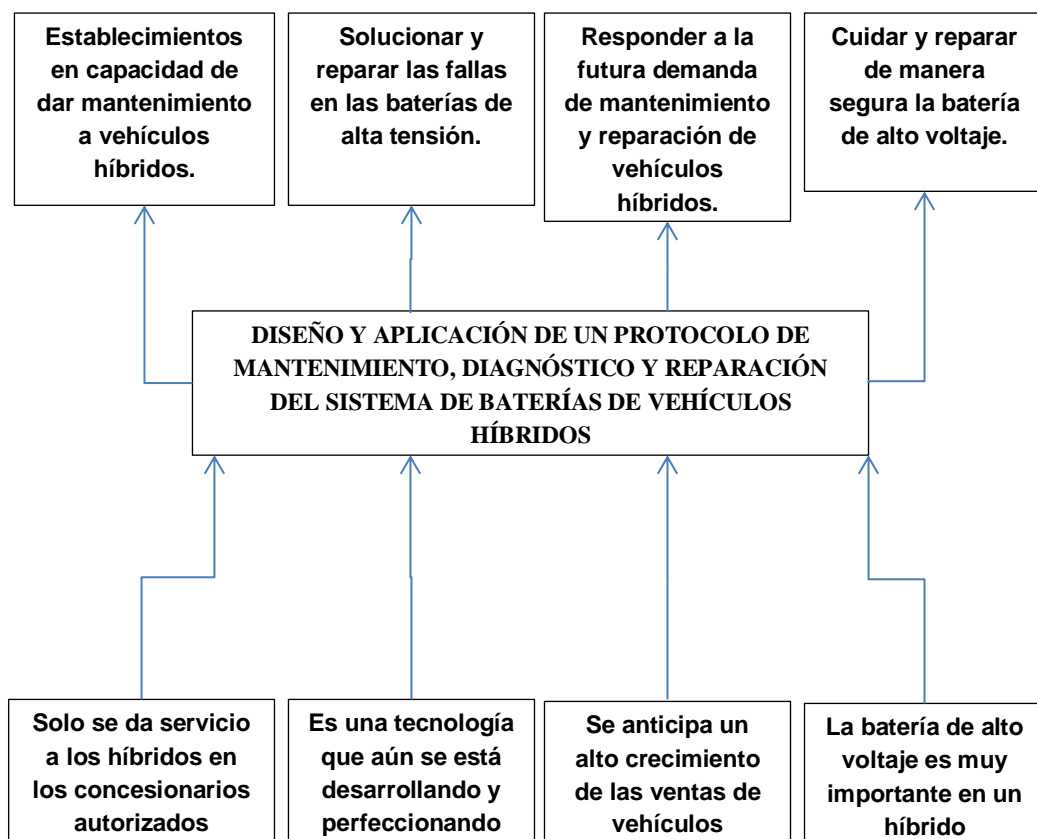 Establecimientos
en capacidad de
dar mantenimiento
a vehículos
híbridos.
Solucionar y
reparar las fallas
en las baterías de
alta tensión.
Responder a la
futura demanda
de mantenimiento
y reparación de
vehículos
híbridos.
Cuidar y reparar
de manera
segura la batería
de alto voltaje.
DISEÑO Y APLICACIÓN DE UN PROTOCOLO DE
MANTENIMIENTO, DIAGNÓSTICO Y REPARACIÓN
DEL SISTEMA DE BATERÍAS DE VEHÍCULOS
HÍBRIDOS
Solo se da servicio
a los híbridos en
los concesionarios
autorizados
Es una tecnología
que aún se está
desarrollando y
perfeccionando
Se anticipa un
alto crecimiento
de las ventas de
vehículos
La batería de alto
voltaje es muy
importante en un
híbrido